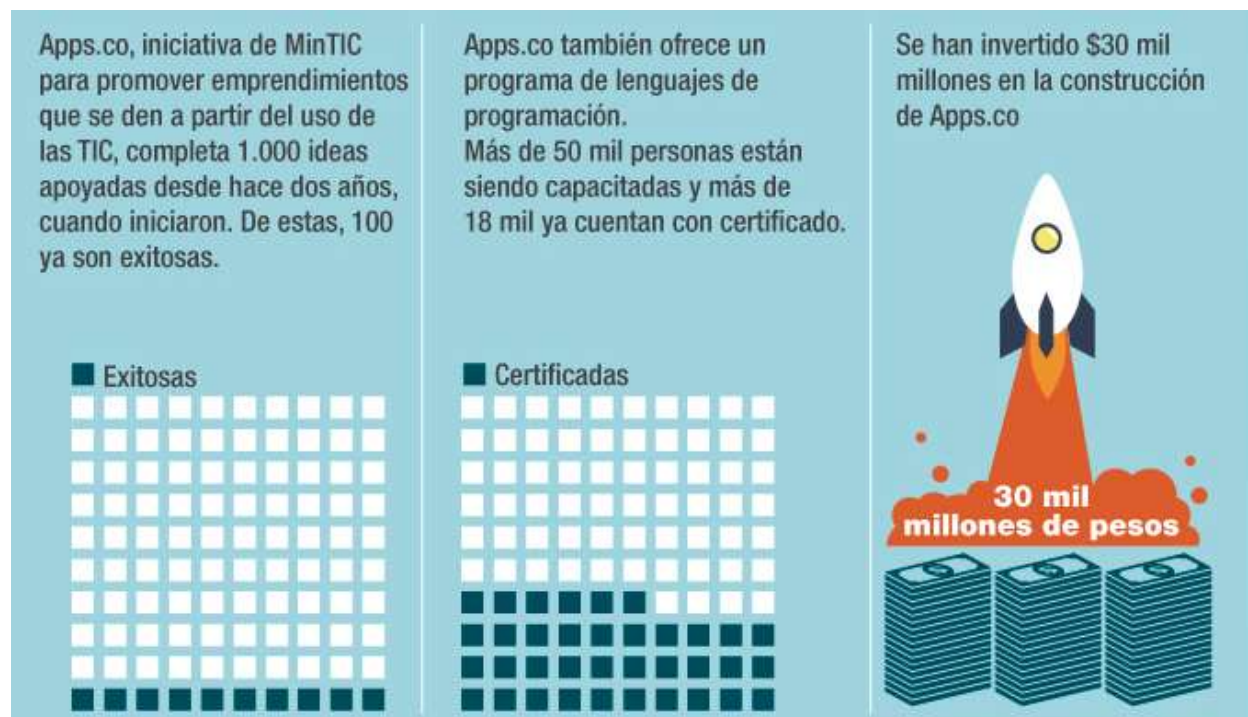 Apps.co, iniciativa de MinTIC
para promover emprendimientos
que se den a partir del uso de
las TIC, completa 1.000 ideas
apoyadas desde hace dos años,
cuando iniciaron. De estas, 100
ya son exitosas.
Exitosas
Apps.co también ofrece un
programa de lenguajes de
programación.
Más de 50 mil personas están
siendo capacitadas y más de
18 mil ya cuentan con certificado.
Certificadas
Se han invertido $30 mil
millones en la construcción
de Apps.co
30 mil
millones de pesos